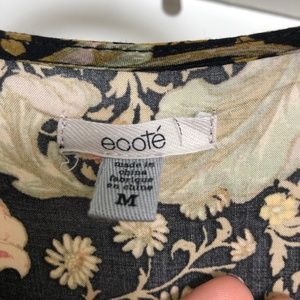 ecoté
made in
china
fabriqué
en chine
M